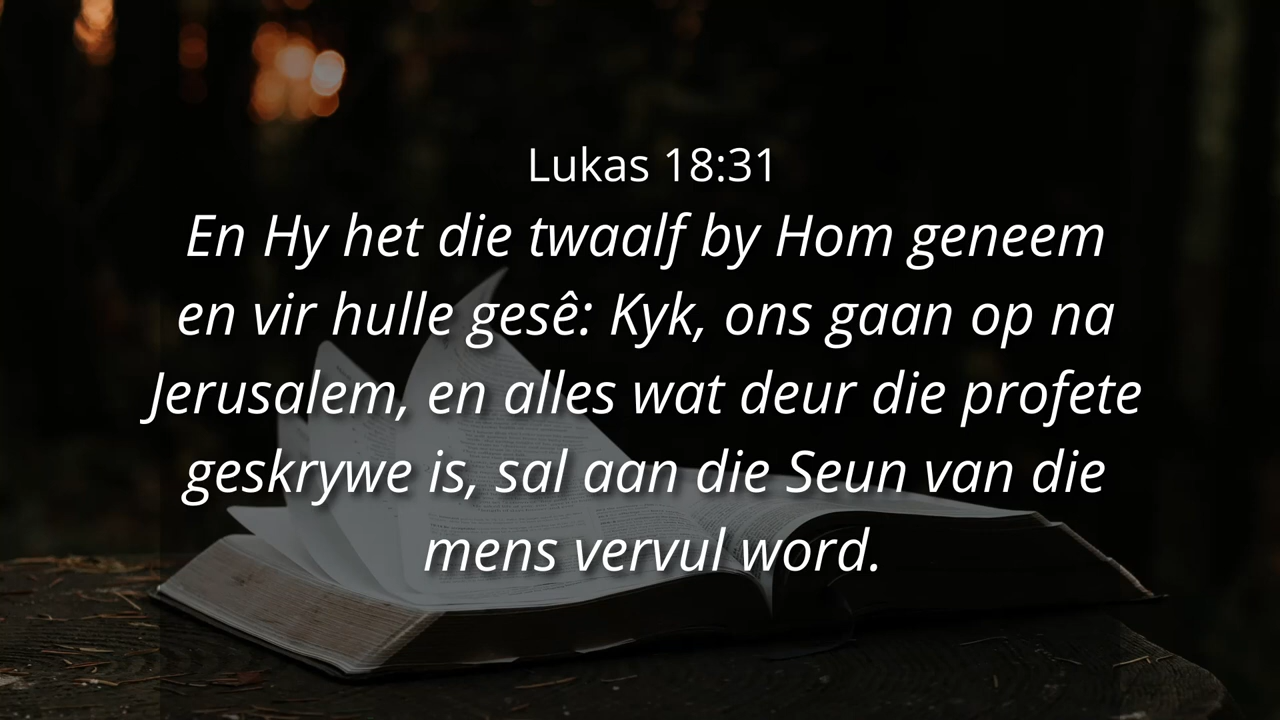 Lukas 18:31
En Hy het die twaalf by Hom geneem
en vir hulle gesê: Kyk, ons gaan op na
Jerusalem, en alles wat deur die profete
geskrywe is, sal aan die Seun van die
mens vervul word.